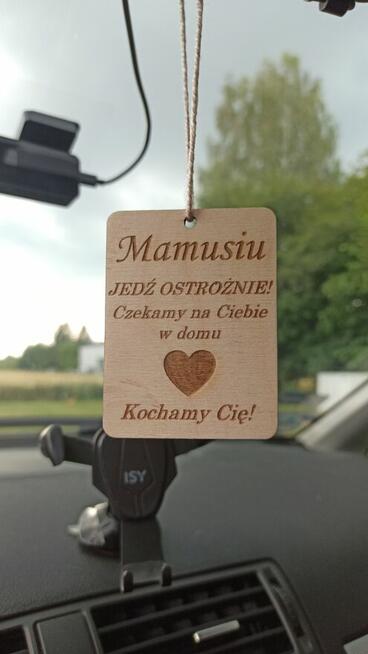 Mamusiu
JEDŹ OSTROŻNIE!
Czekamy na Ciebie
w domu
Kochamy Cię!
ISY